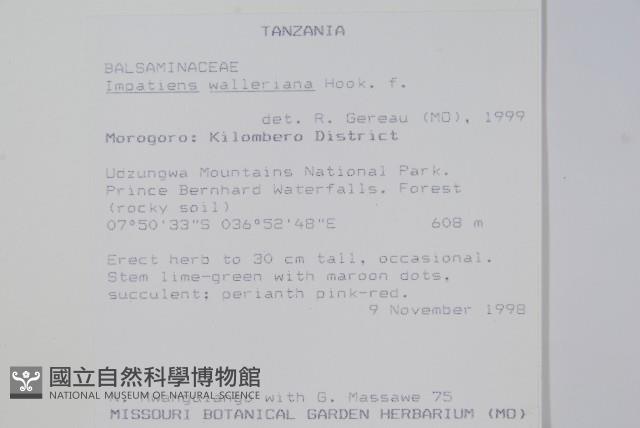 TANZANIA
BALSAMINACEAE
Impatiens walleriana Hook. f.
det. R. Gereau (MO), 1999
Morogoro: Kilombero District
Udzungwa Mountains National Park.
Prince Bernhard Waterfalls. Forest
(rocky soil)
07°50'33"S 036°52'48"E 608 m
Erect herb to 30 cm tall, occasional.
Stem lime-green with maroon dots,
succulent; perianth pink-red.
9 November 1998
國立自然科學博物館
NATIONAL MUSEUM OF NATURAL SCIENCE
with G. Massawe 75
MISSOURI BOTANICAL GARDEN HERBARIUM (MO)